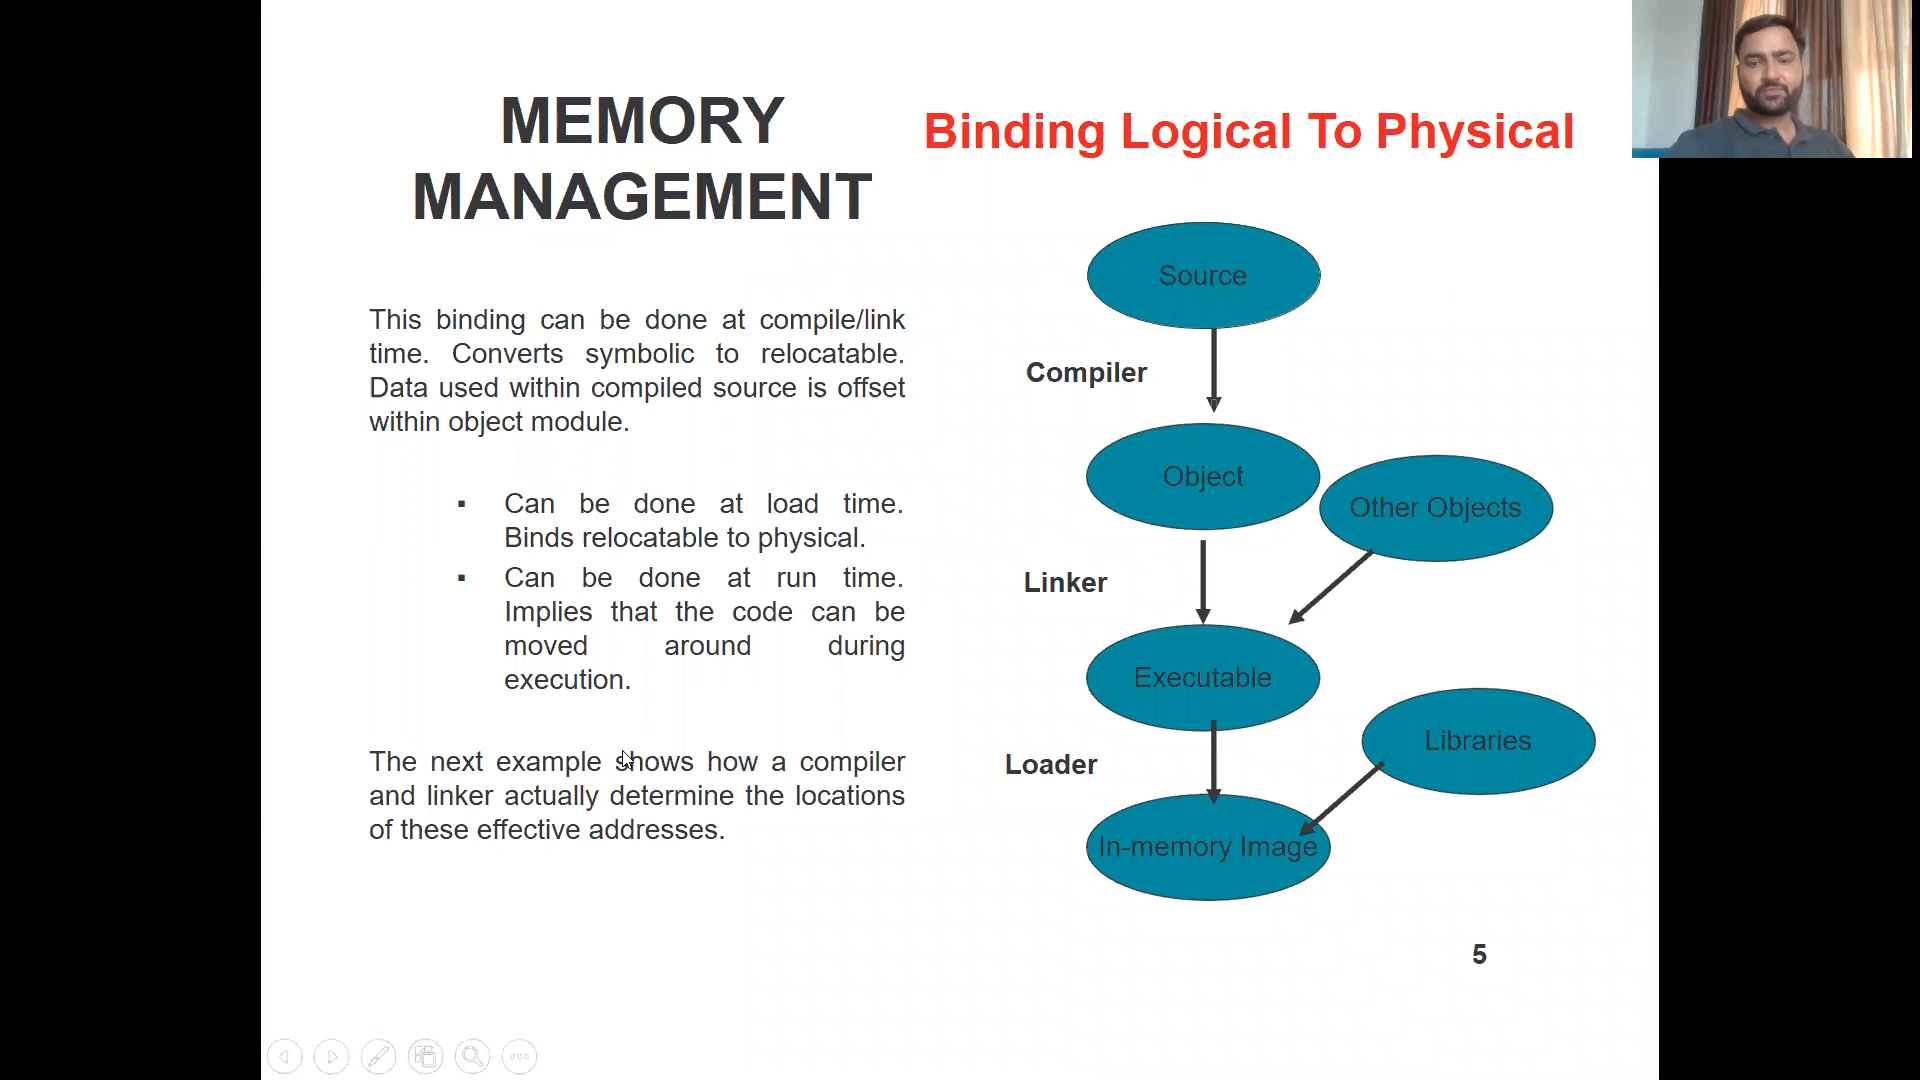 MEMORY
MANAGEMENT
Binding Logical To Physical
This binding can be done at compile/link
time. Converts symbolic to relocatable.
Data used within compiled source is offset
within object module.
▪ Can be done at load time.
Binds relocatable to physical.
▪ Can be done at run time.
Implies that the code can be
moved around during
execution.
The next example shows how a compiler
and linker actually determine the locations
of these effective addresses.
Source
Compiler
Object
Other Objects
Linker
Executable
Libraries
Loader
In-memory Image
5